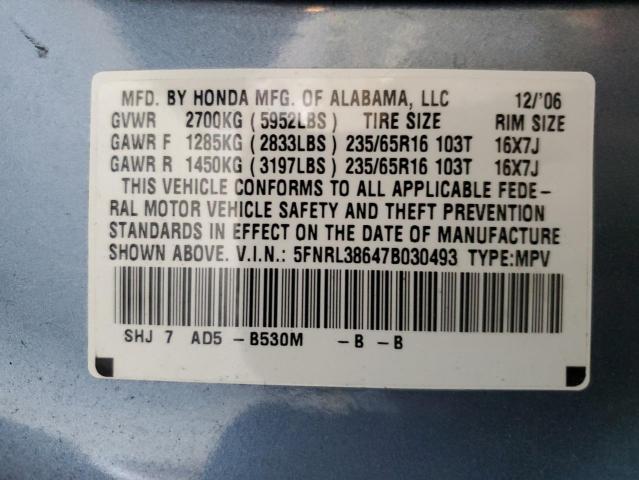 MFD. BY HONDA MFG. OF ALABAMA, LLC 12/'06
GVWR 2700KG (5952LBS) TIRE SIZE RIM SIZE
GAWR F 1285KG (2833LBS) 235/65R16 103T 16X7J
GAWR R 1450KG (3197LBS) 235/65R16 103T 16X7J
THIS VEHICLE CONFORMS TO ALL APPLICABLE FEDE-
RAL MOTOR VEHICLE SAFETY AND THEFT PREVENTION
STANDARDS IN EFFECT ON THE DATE OF MANUFACTURE
SHOWN ABOVE. V.I.N.: 5FNRL38647B030493 TYPE:MPV
SHJ 7 AD5 -B530M -B -B